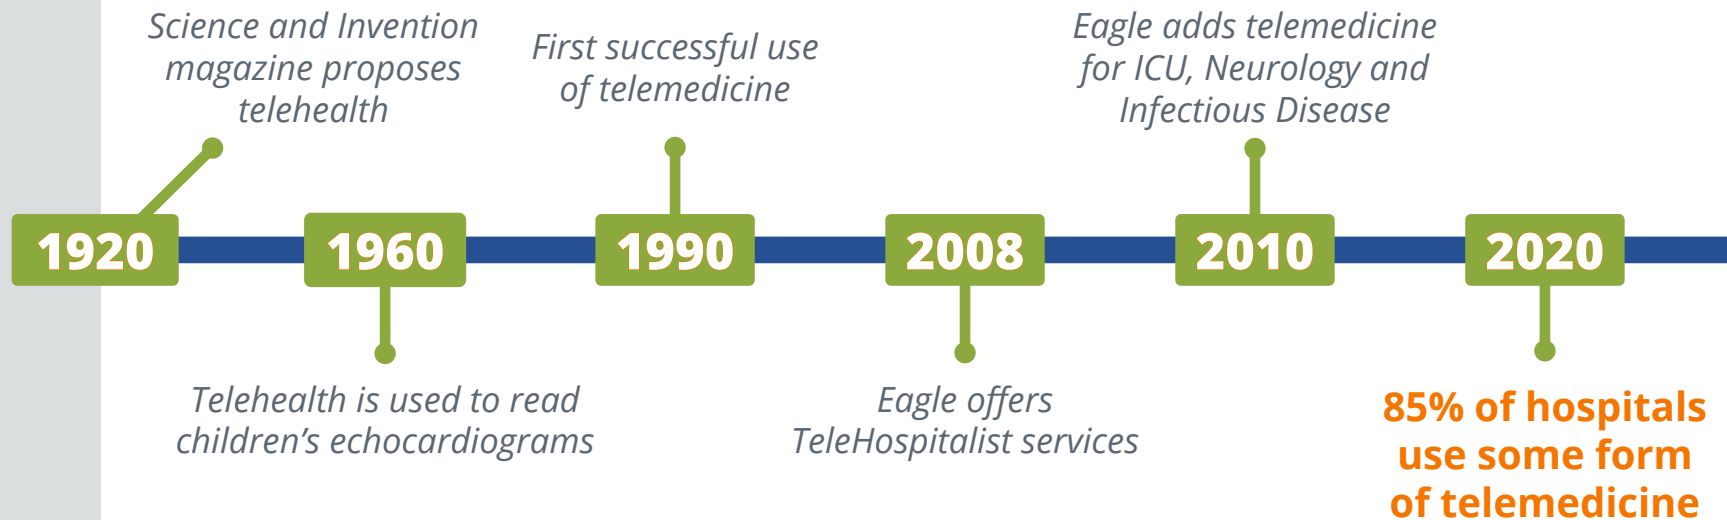 Science and Invention
magazine proposes
telehealth
First successful use
of telemedicine
Eagle adds telemedicine
for ICU, Neurology and
Infectious Disease
1920
1960
1990
2008
2010
2020
Telehealth is used to read
children’s echocardiograms
Eagle offers
TeleHospitalist services
85% of hospitals
use some form
of telemedicine